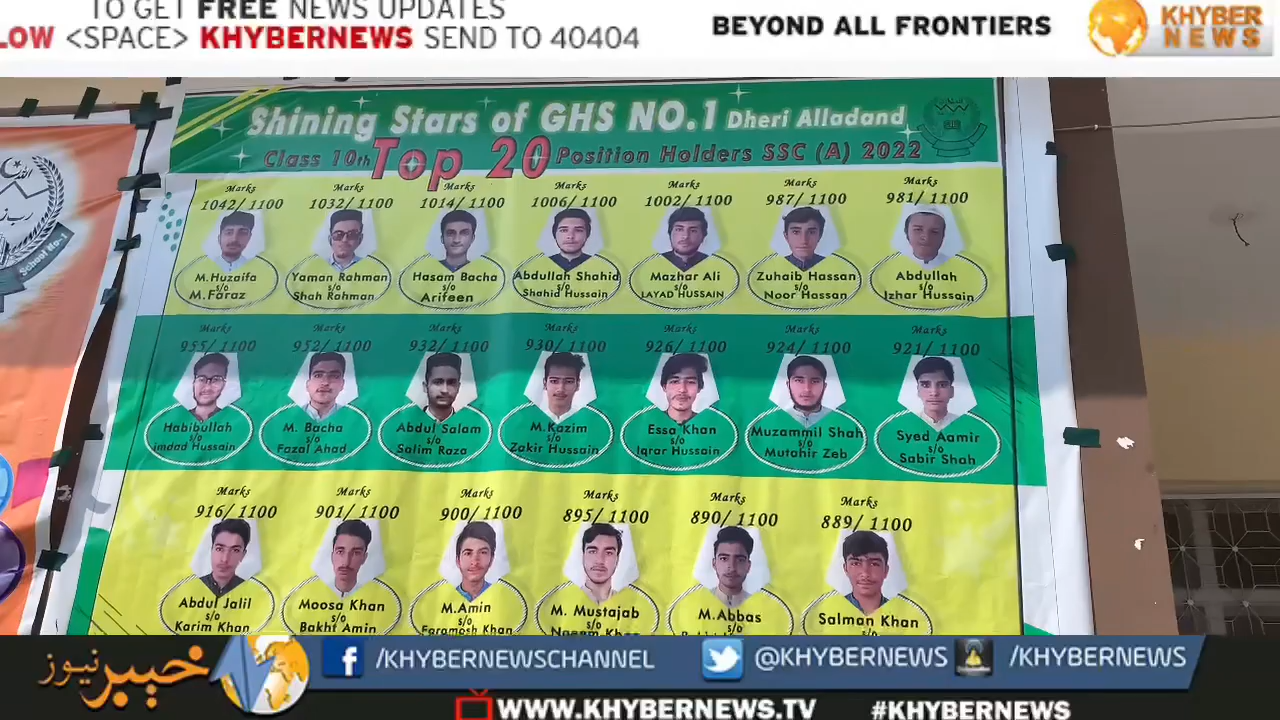 TO GET FREE NEWS UPDATES
LOW <SPACE> KHYBERNEWS SEND TO 40404
BEYOND ALL FRONTIERS
KHYBER
NEWS
Shining Stars of GHS NO.1 Dheri Alladand
Class 10th Top 20 Position Holders SSC (A) 2022
Marks Marks Marks Marks Marks Marks Marks
1042/1100 1032/1100 1014/1100 1006/1100 1002/1100 987/1100 981/1100
M.Huzaifa Yaman Rahman Hasam Bacha Abdullah Shahid Mazhar Ali Zuhaib Hassan Abdullah
S/o S/o S/o S/o S/o S/o S/o
M.Faraz Shah Rahman Arifeen Shahid Hussain LAYAD HUSSAIN Noor Hassan Izhar Hussain
Marks Marks Marks Marks Marks Marks Marks
955/1100 952/1100 932/1100 930/1100 926/1100 924/1100 921/1100
Habibullah M. Bacha Abdul Salam M.Kazim Essa Khan Muzammil Shah Syed Aamir
S/o S/o S/o S/o S/o S/o S/o
imdad Hussain Fazal Ahad Salim Raza Zakir Hussain Iqrar Hussain Mutahir Zeb Sabir Shah
Marks Marks Marks Marks Marks Marks
916/1100 901/1100 900/1100 895/1100 890/1100 889/1100
Abdul Jalil Moosa Khan M.Amin M. Mustajab M.Abbas Salman Khan
S/o S/o S/o S/o S/o S/o
Karim Khan Bakht Amin Faramosh Khan Naeem Khan
School No-1
خیبر نیوز
/KHYBERNEWSCHANNEL @KHYBERNEWS /KHYBERNEWS
WWW.KHYBERNEWS.TV #KHYBERNEWS